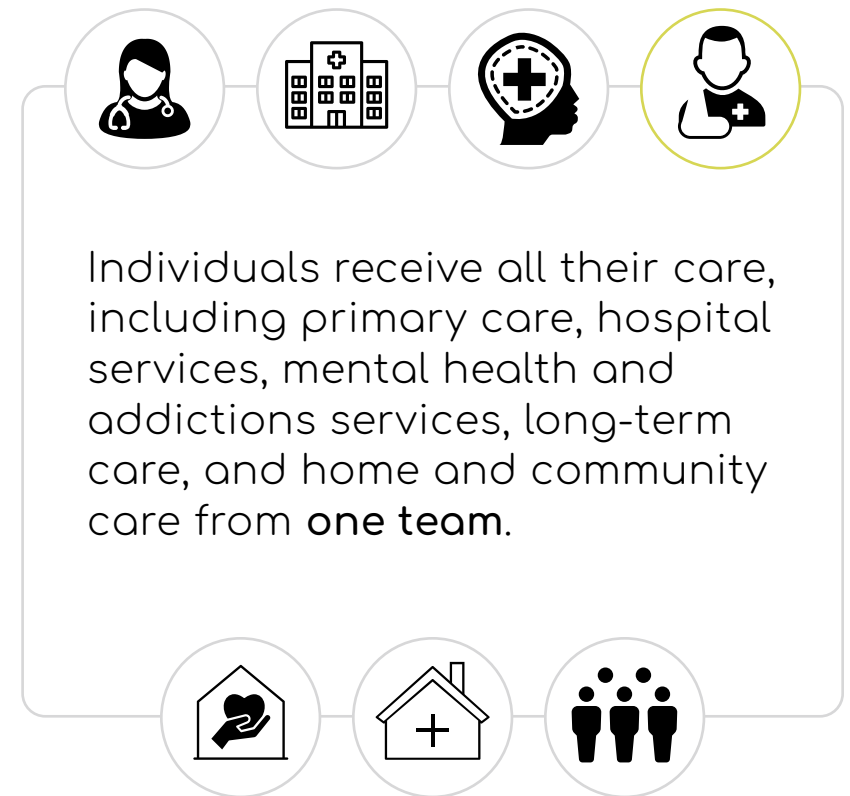 Individuals receive all their care,
including primary care, hospital
services, mental health and
addictions services, long-term
care, and home and community
care from one team.